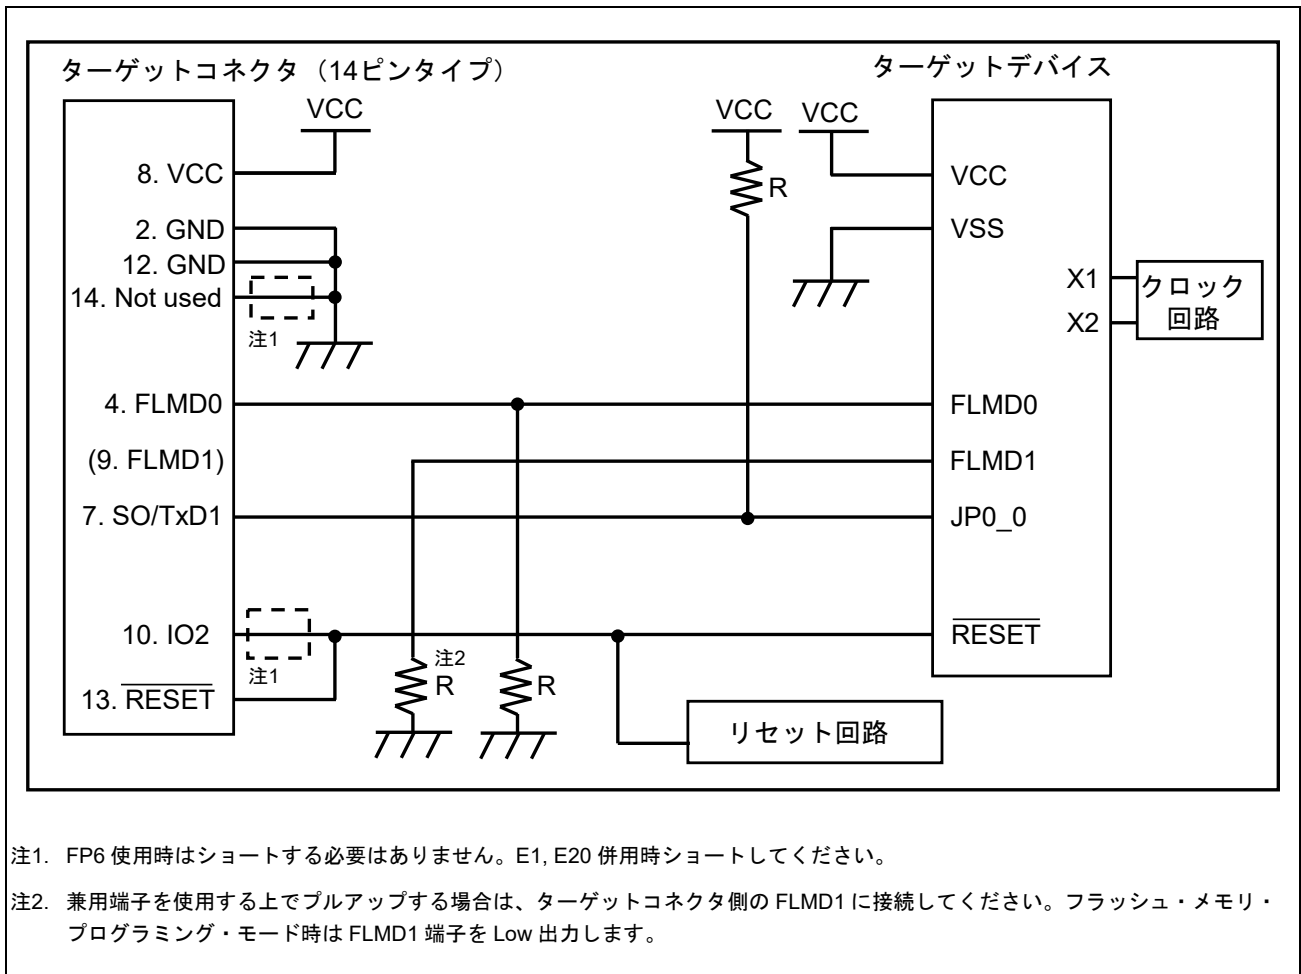 ターゲットコネクタ（14ピンタイプ）
ターゲットデバイス
VCC
VCC
VCC
8. VCC
R
VCC
2. GND
VSS
12. GND
14. Not used
注1
X1
X2
クロック
回路
4. FLMD0
FLMD0
(9. FLMD1)
FLMD1
7. SO/TxD1
JP0_0
10. IO2
注1
RESET
注2
R
R
13. RESET
リセット回路
注1. FP6 使用時はショートする必要はありません。E1, E20 併用時ショートしてください。
注2. 兼用端子を使用する上でプルアップする場合は、ターゲットコネクタ側の FLMD1 に接続してください。フラッシュ・メモリ・
プログラミング・モード時は FLMD1 端子を Low 出力します。